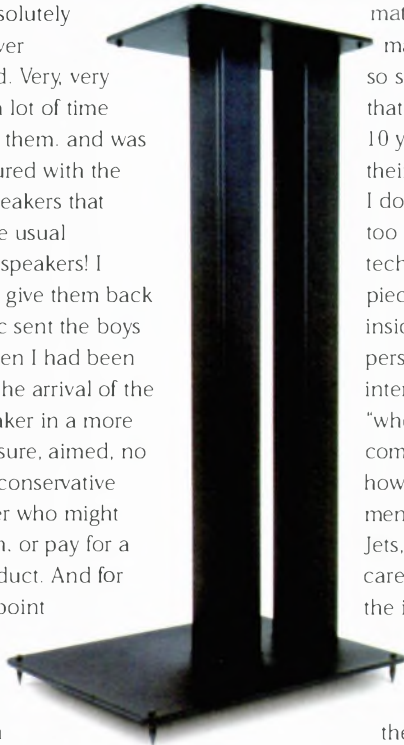 solutely
ver
d. Very, very
lot of time
them. and was
ured with the
eakers that
e usual
speakers! I
give them back
c sent the boys
en I had been
he arrival of the
aker in a more
sure, aimed, no
conservative
er who might
n. or pay for a
duct. And for
point
mat
ma
so s
that
10 y
thei
I do
too
tech
piec
insid
pers
inter
"whe
com
how
men
Jets,
care
the i
the